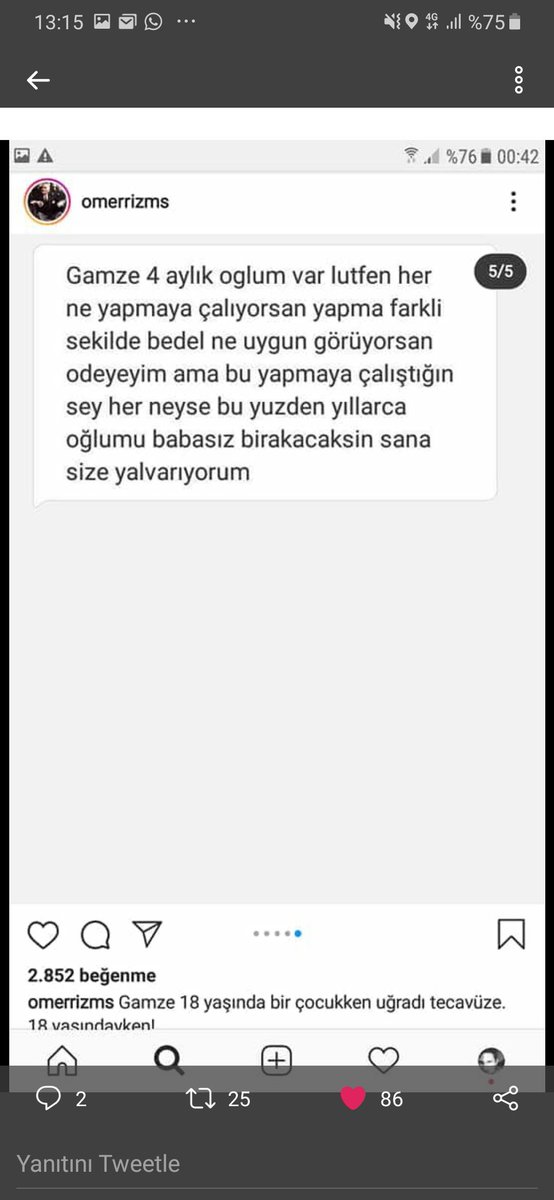 13:15 ... 4G %75
%76 00:42
omerrizms
5/5
Gamze 4 aylık oglum var lutfen her
ne yapmaya çalıyorsan yapma farkli
sekilde bedel ne uygun görüyorsan
odeyeyim ama bu yapmaya çalıştığın
sey her neyse bu yuzden yıllarca
oğlumu babasız birakacaksin sana
size yalvarıyorum
2.852 beğenme
omerrizms Gamze 18 yaşında bir çocukken uğradı tecavüze.
18 yaşındayken!
2 25 86
Yanıtını Tweetle